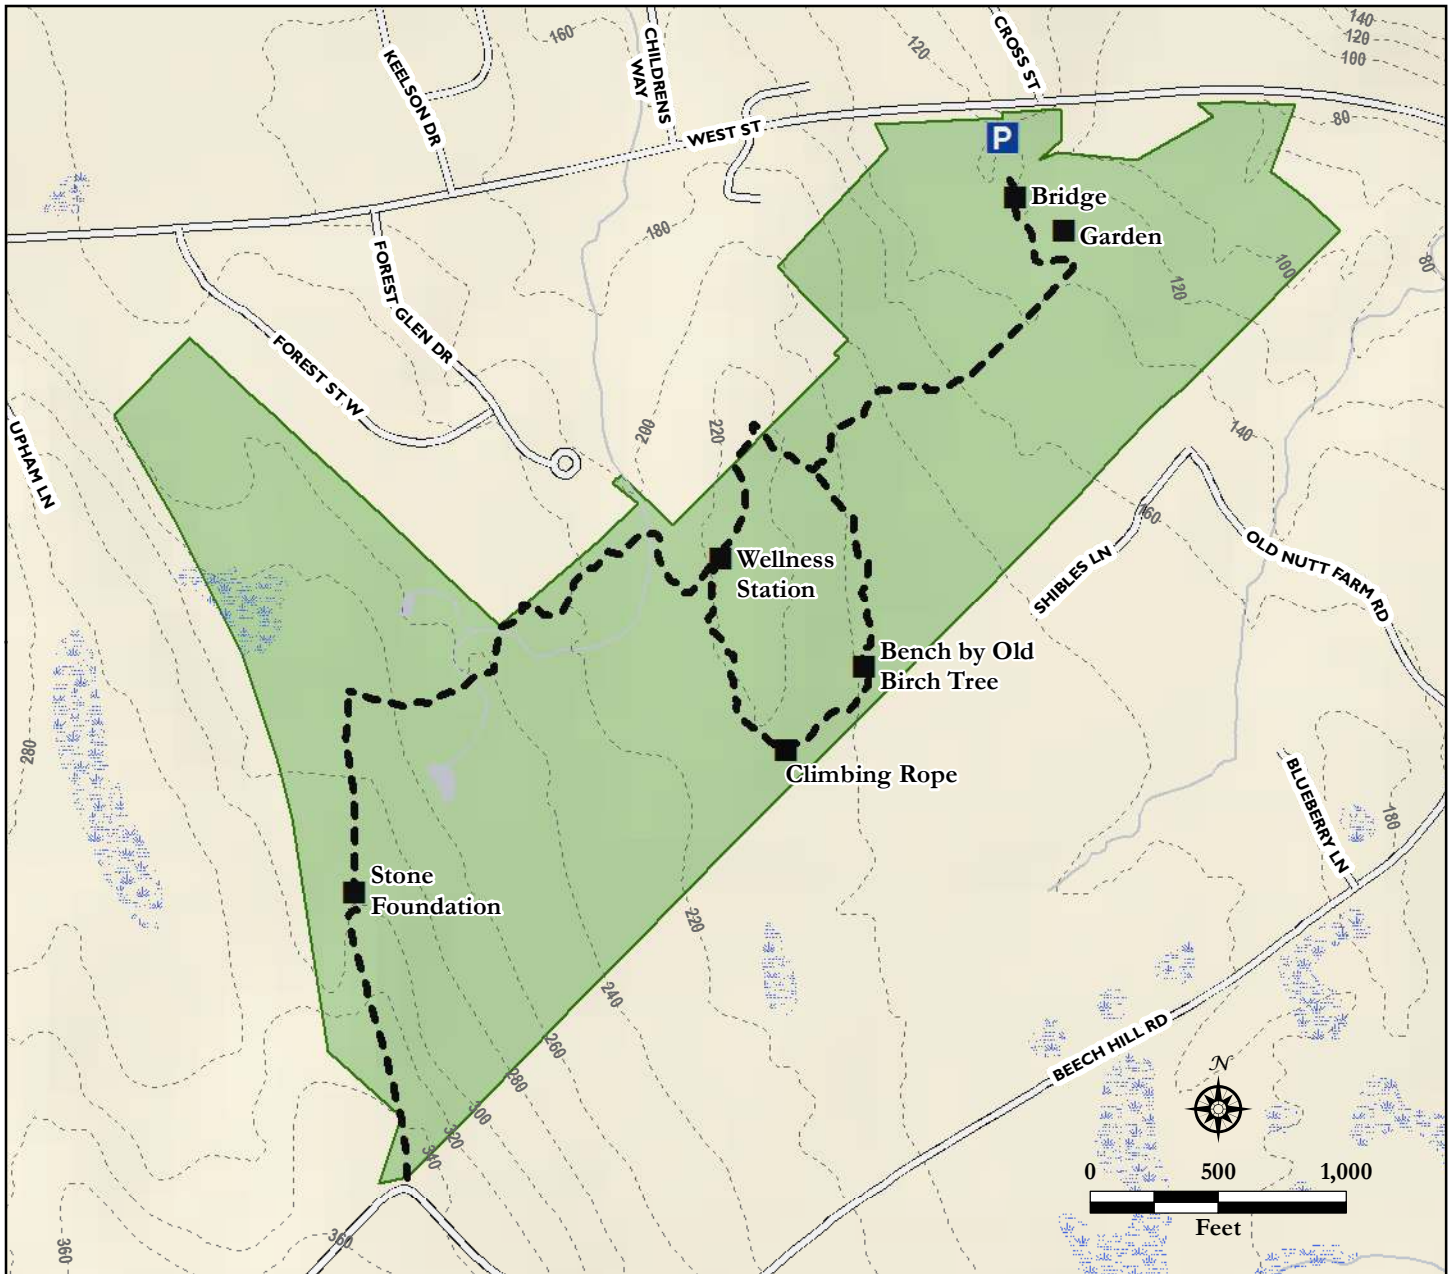 140
120
100
160
120
CROSS ST
KEELSON DR
CHILDRENS
WAY
WEST ST
80
P
Bridge
Garden
180
FOREST GLEN DR
100
80
120
FOREST ST W
UPHAM LN
200
220
140
160
Wellness
Station
SHIBLES LN
OLD NUTT FARM RD
Bench by Old
Birch Tree
280
Climbing Rope
BLUEBERRY LN
180
Stone
Foundation
220
240
260
280
300
320
340
BEECH HILL RD
N
360
360
0 500 1,000
Feet